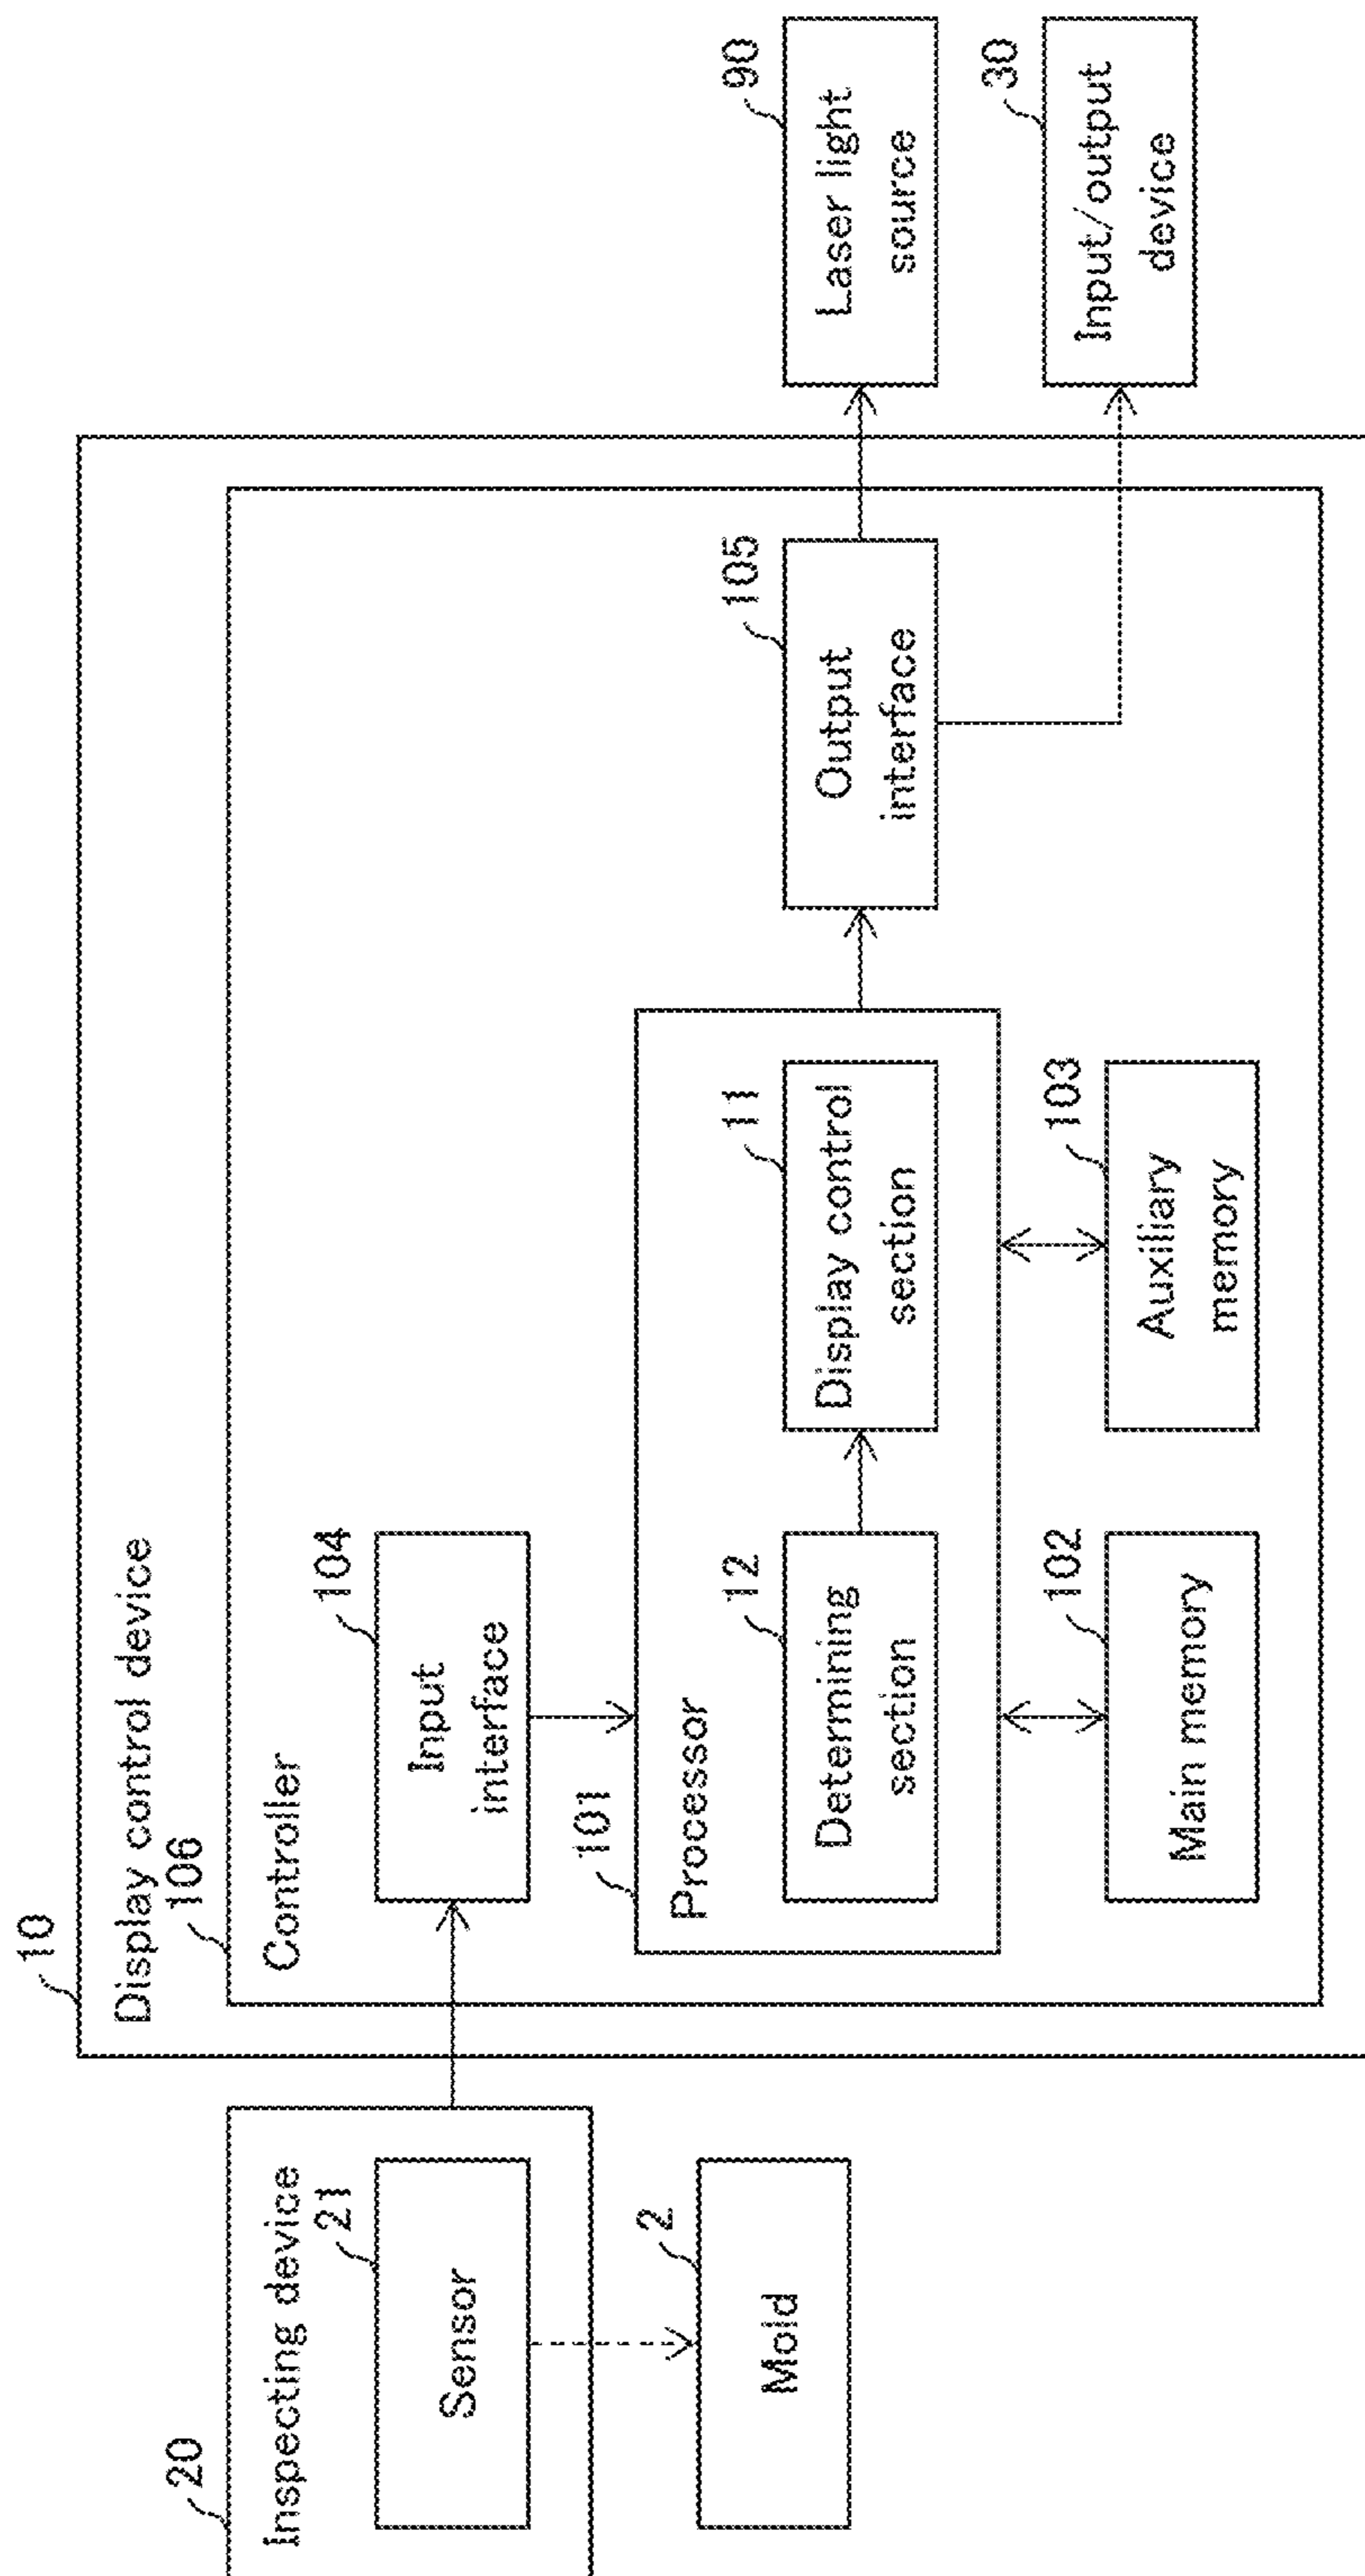 10
Display control device
106
Controller
20
Inspecting device
21
Sensor
2
Mold
104
Input
interface
101
Processor
12
Determining
section
11
Display control
section
102
Main memory
103
Auxiliary
memory
105
Output
interface
90
Laser light
source
30
Input/output
device